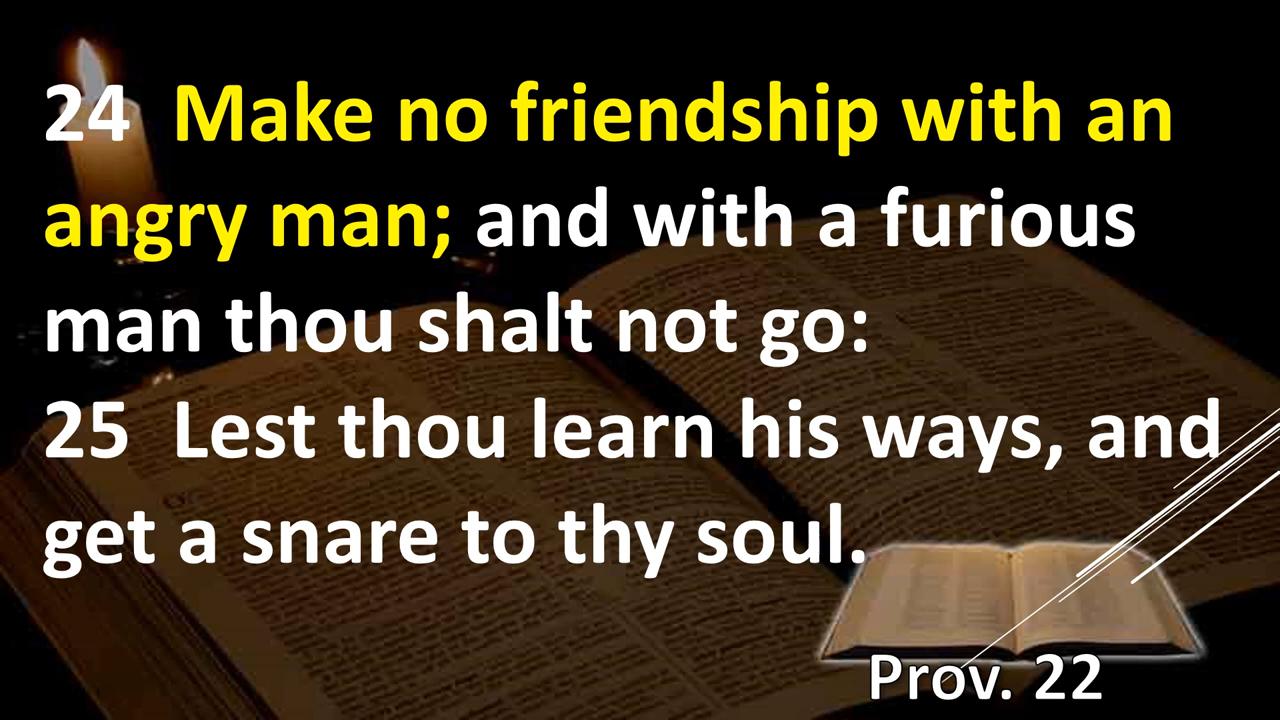 24  Make no friendship with an
angry man; and with a furious
man thou shalt not go:
25  Lest thou learn his ways, and
get a snare to thy soul.
Prov. 22